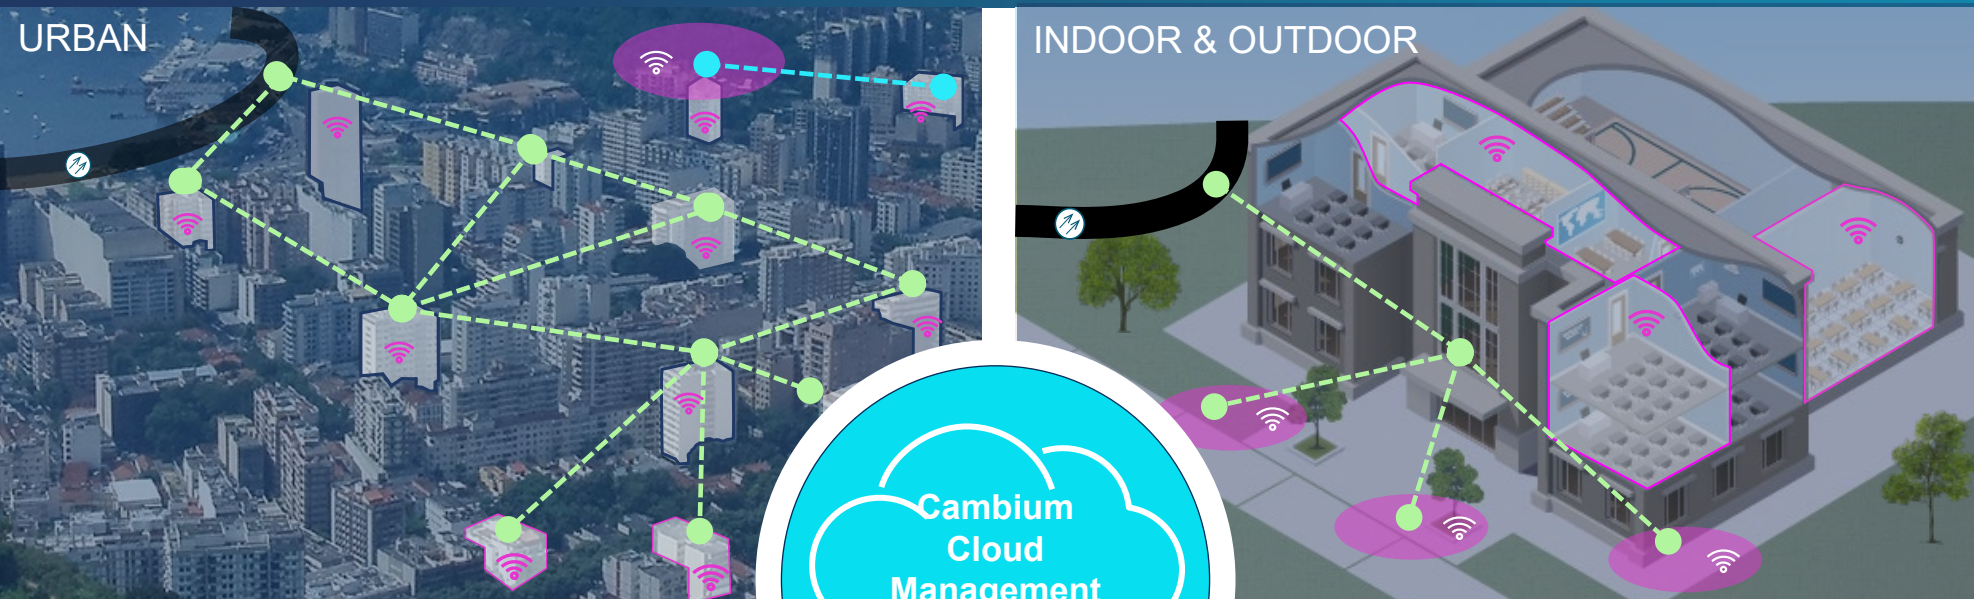 URBAN
INDOOR & OUTDOOR
Cambium
Cloud
Management